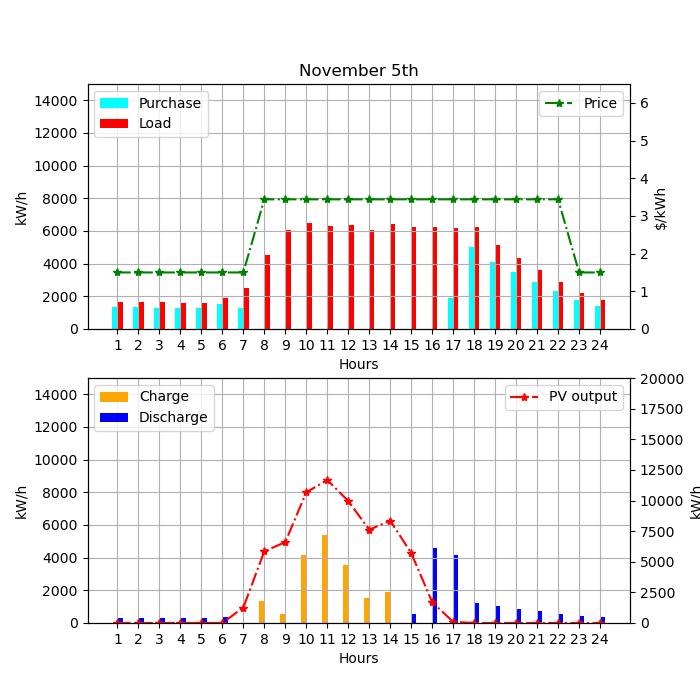 November 5th
14000
12000
10000
8000
6000
4000
2000
0
kW/h
Purchase
Load
Price
6
5
4
3
2
1
0
$/kWh
1 2 3 4 5 6 7 8 9 10 11 12 13 14 15 16 17 18 19 20 21 22 23 24
Hours
14000
12000
10000
8000
6000
4000
2000
0
kW/h
Charge
Discharge
PV output
20000
17500
15000
12500
10000
7500
5000
2500
0
kW/h
1 2 3 4 5 6 7 8 9 10 11 12 13 14 15 16 17 18 19 20 21 22 23 24
Hours